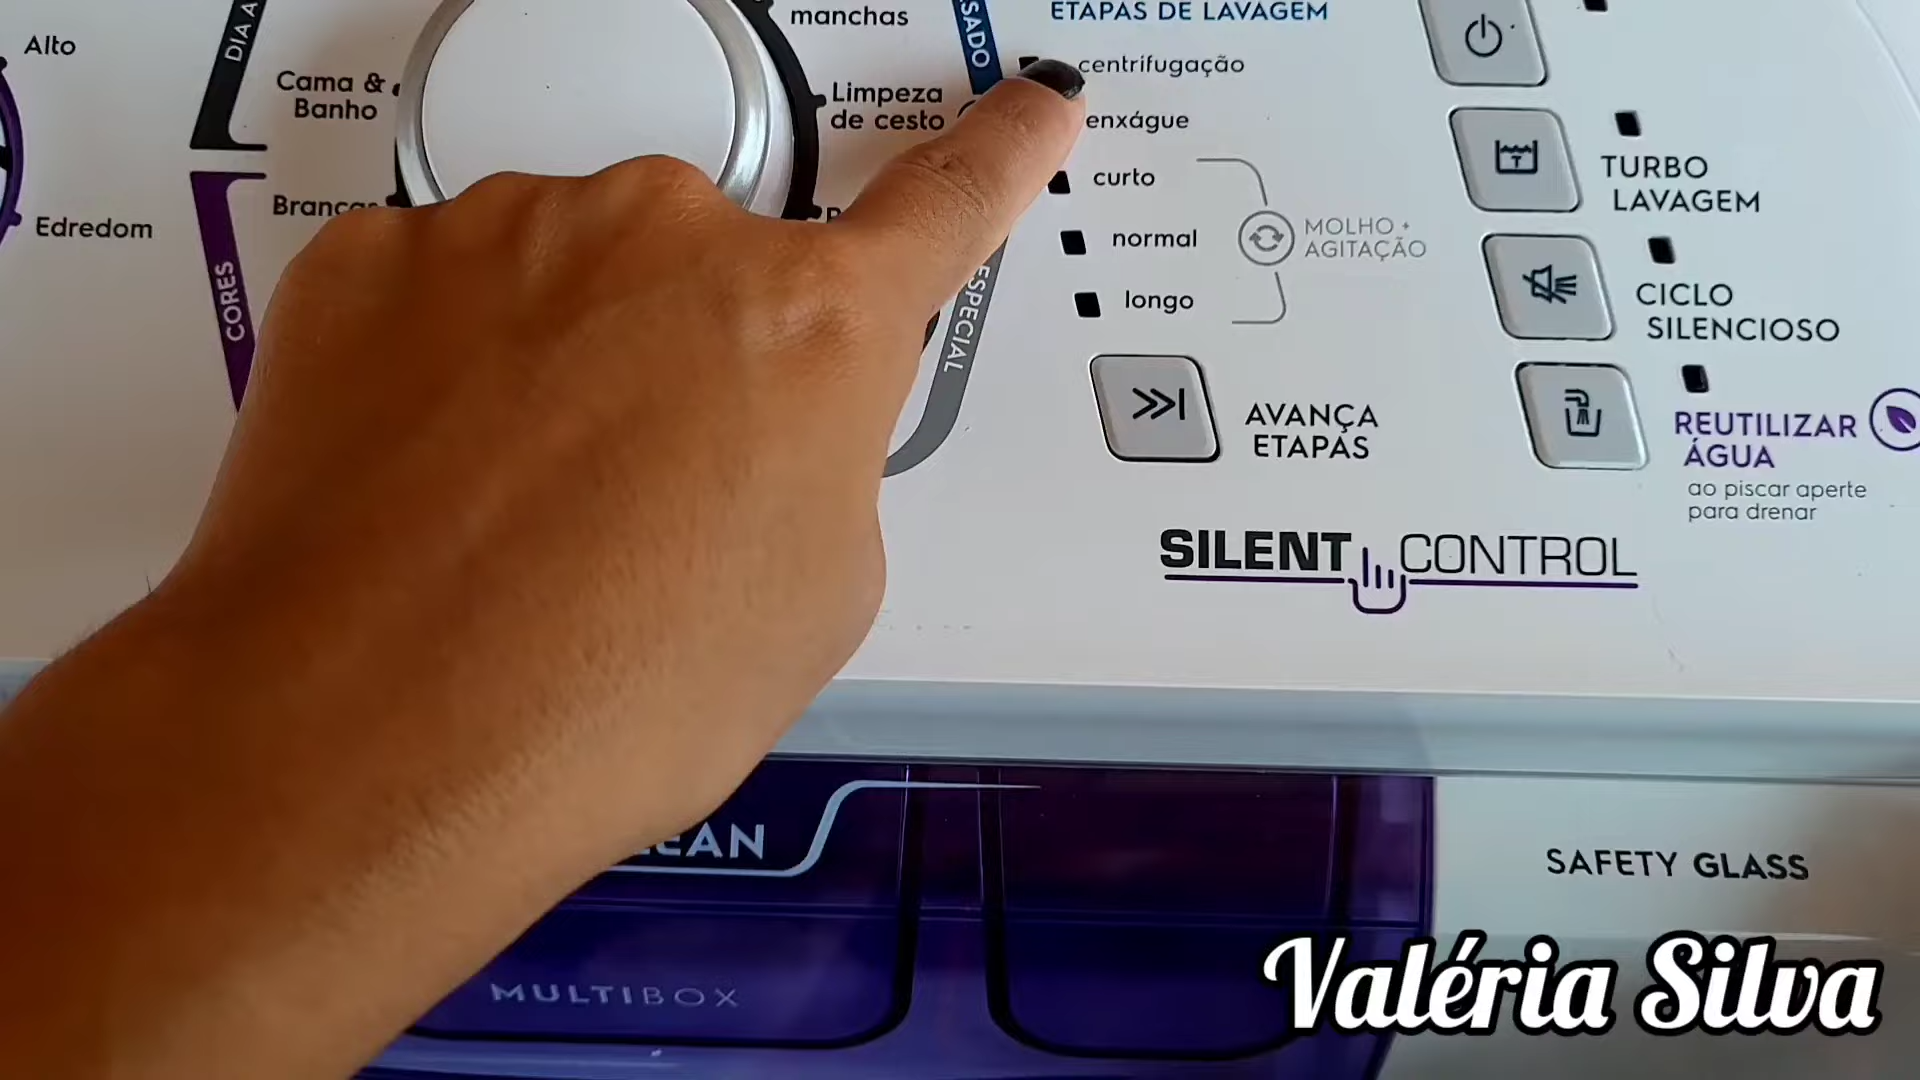 Alto
Edredom
DIA A
Cama &
Banho
CORES
manchas
Limpeza
de cesto
ESPECIAL
ETAPAS DE LAVAGEM
centrifugação
enxágue
curto
normal
longo
MOLHO +
AGITAÇÃO
AVANÇA
ETAPAS
TURBO
LAVAGEM
CICLO
SILENCIOSO
REUTILIZAR
ÁGUA
ao piscar aperte
para drenar
SILENT CONTROL
MULTIBOX
SAFETY GLASS
Valéria Silva